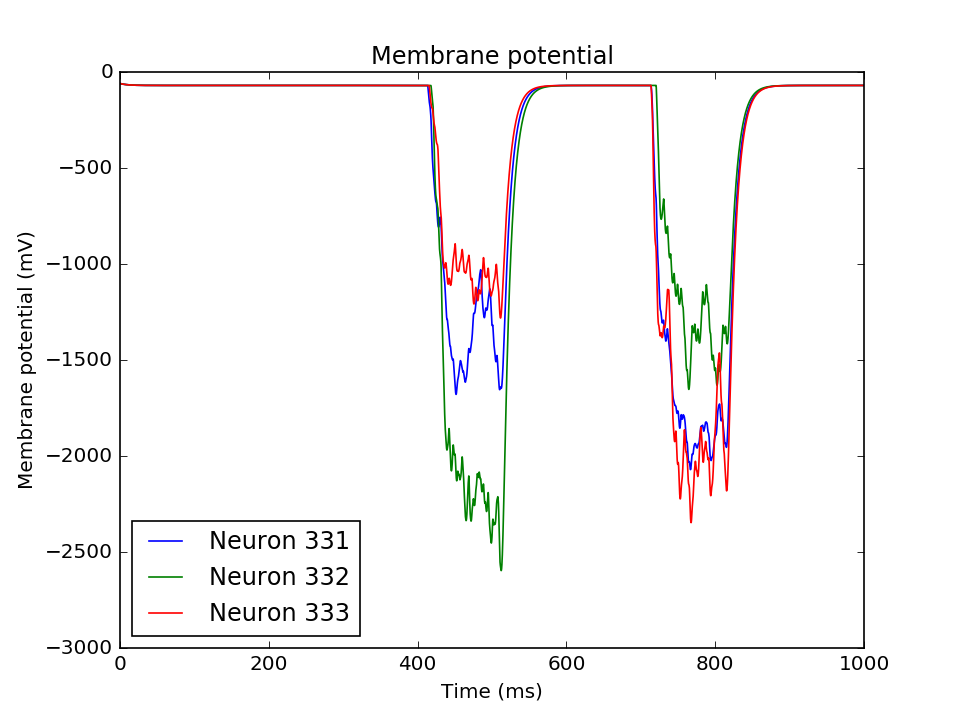 Membrane potential
Membrane potential (mV)
0
−500
−1000
−1500
−2000
−2500
−3000
Neuron 331
Neuron 332
Neuron 333
0 200 400 600 800 1000
Time (ms)